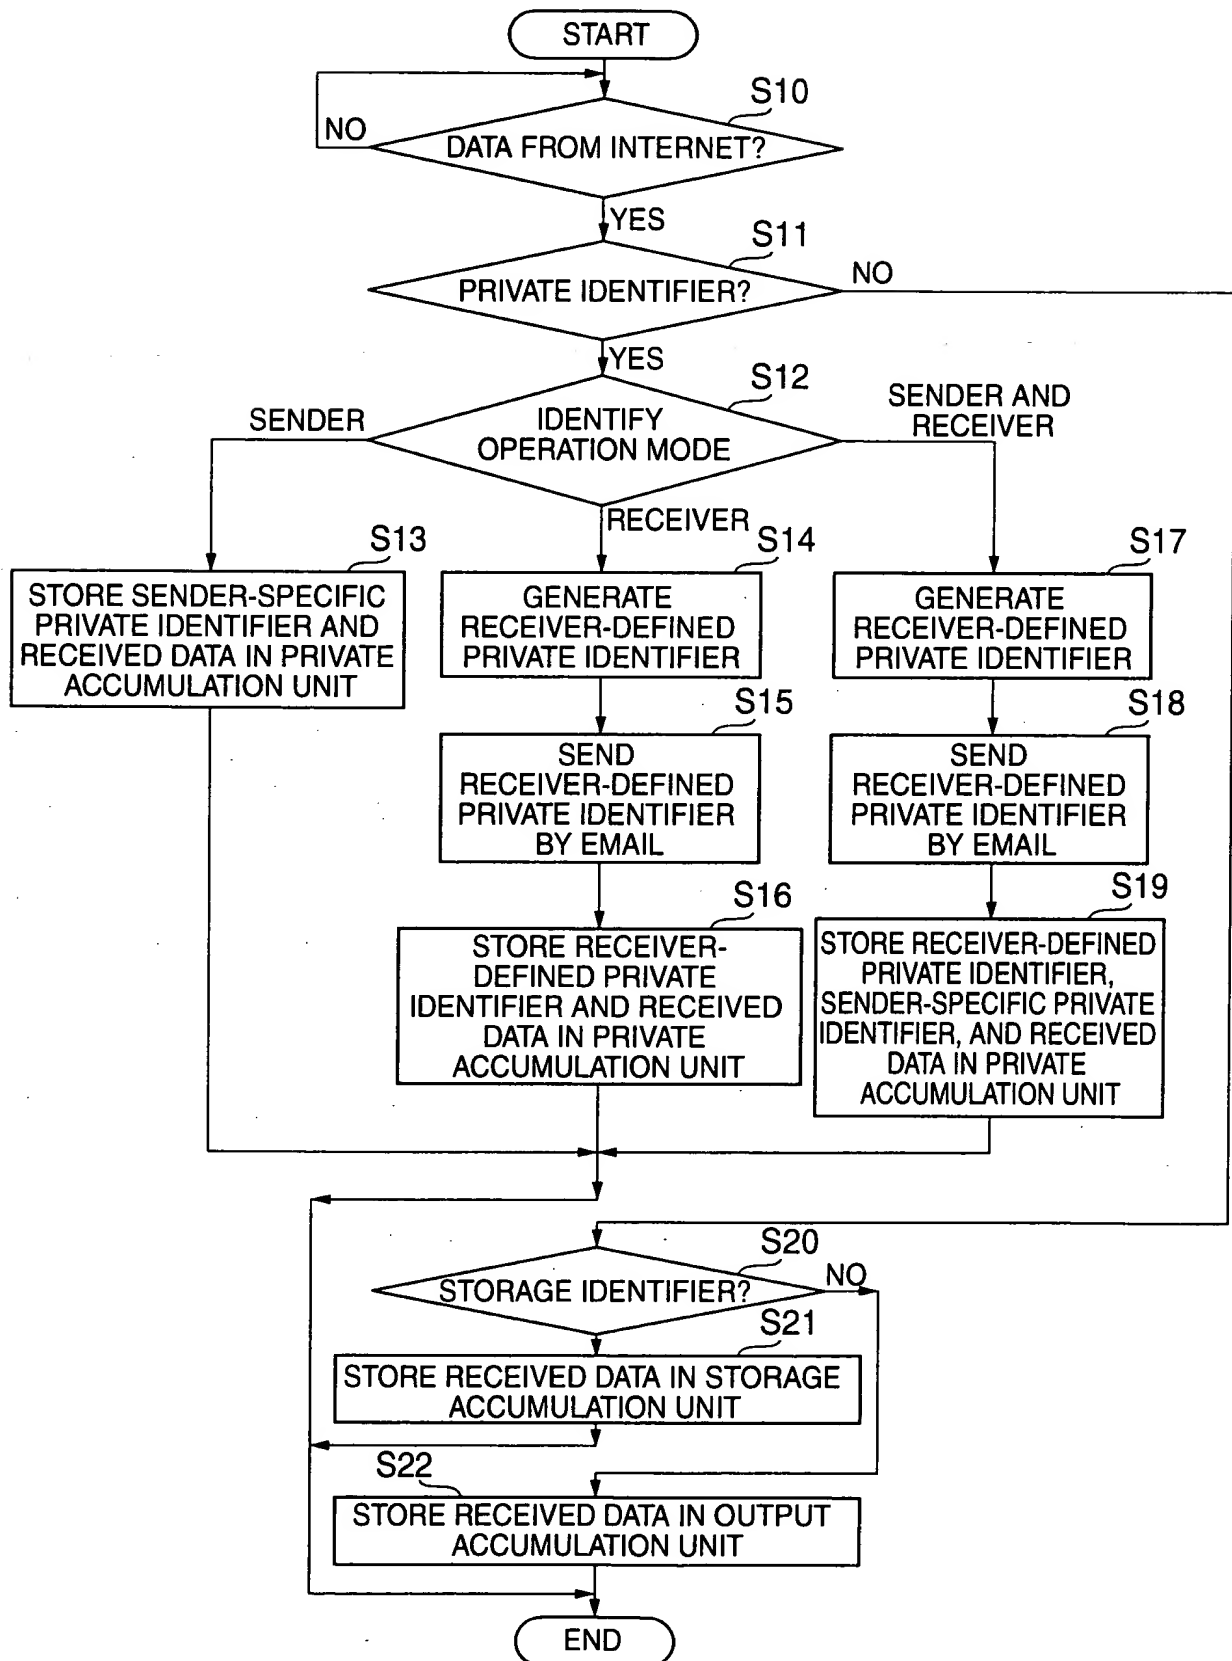 START
S10
NO
DATA FROM INTERNET?
YES
S11
NO
PRIVATE IDENTIFIER?
YES
S12
SENDER
IDENTIFY
OPERATION MODE
SENDER AND
RECEIVER
RECEIVER
S13
STORE SENDER-SPECIFIC
PRIVATE IDENTIFIER AND
RECEIVED DATA IN PRIVATE
ACCUMULATION UNIT
S14
GENERATE
RECEIVER-DEFINED
PRIVATE IDENTIFIER
S17
GENERATE
RECEIVER-DEFINED
PRIVATE IDENTIFIER
S15
SEND
RECEIVER-DEFINED
PRIVATE IDENTIFIER
BY EMAIL
S18
SEND
RECEIVER-DEFINED
PRIVATE IDENTIFIER
BY EMAIL
S16
STORE RECEIVER-
DEFINED PRIVATE
IDENTIFIER AND RECEIVED
DATA IN PRIVATE
ACCUMULATION UNIT
S19
STORE RECEIVER-DEFINED
PRIVATE IDENTIFIER,
SENDER-SPECIFIC PRIVATE
IDENTIFIER, AND RECEIVED
DATA IN PRIVATE
ACCUMULATION UNIT
S20
STORAGE IDENTIFIER?
NO
S21
STORE RECEIVED DATA IN STORAGE
ACCUMULATION UNIT
S22
STORE RECEIVED DATA IN OUTPUT
ACCUMULATION UNIT
END